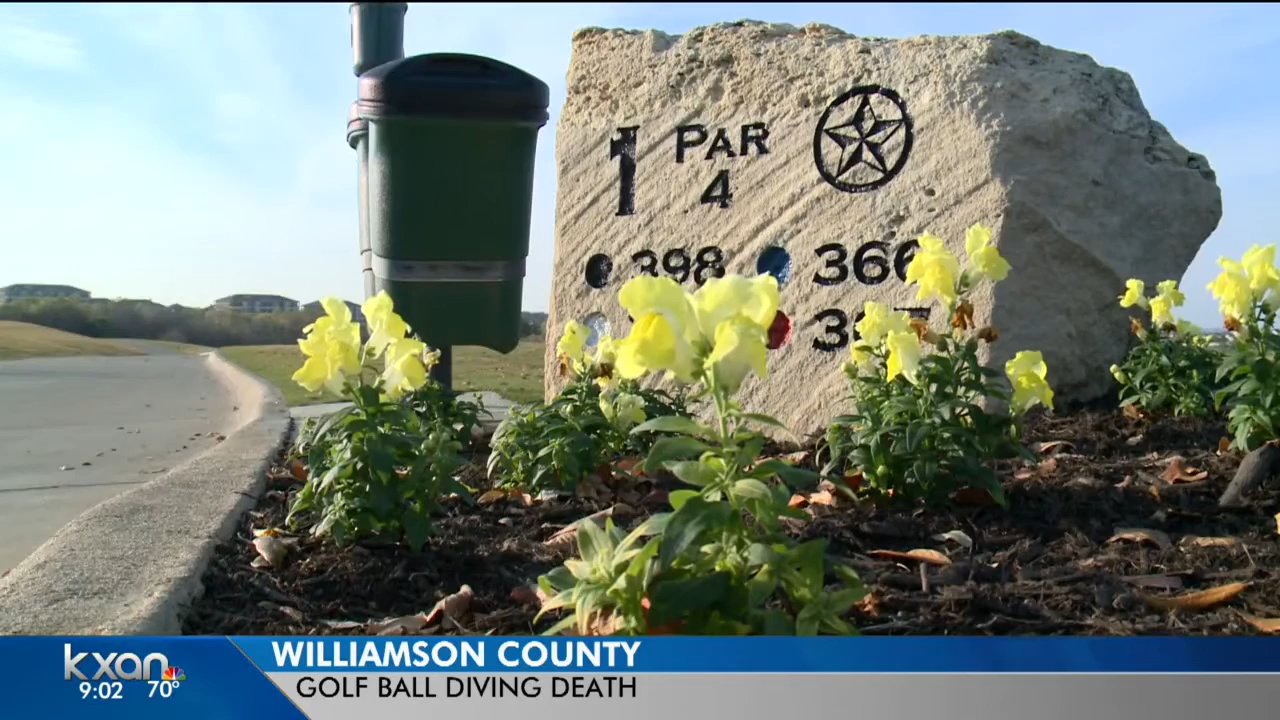 1 PAR
4
398 366
kxan
9:02 70°
WILLIAMSON COUNTY
GOLF BALL DIVING DEATH